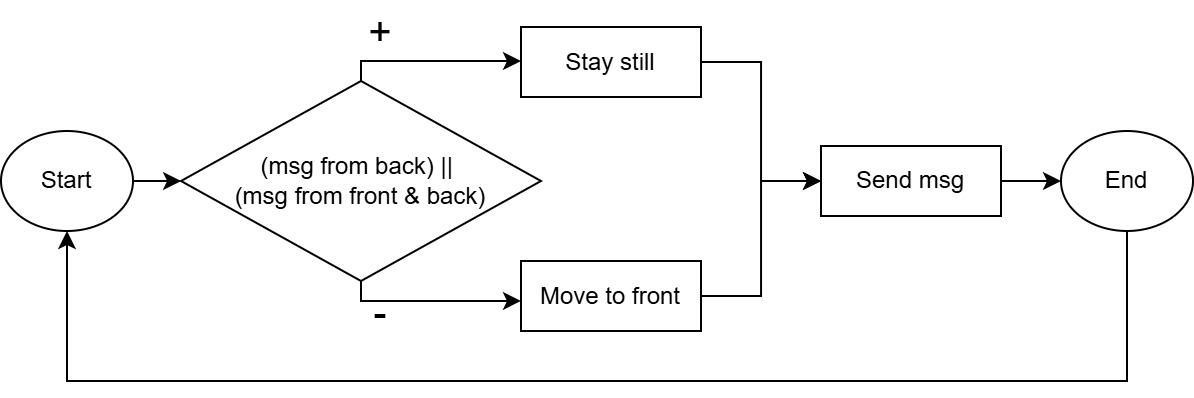 +
Stay still
Start
(msg from back) ||
(msg from front & back)
Send msg
End
Move to front
-